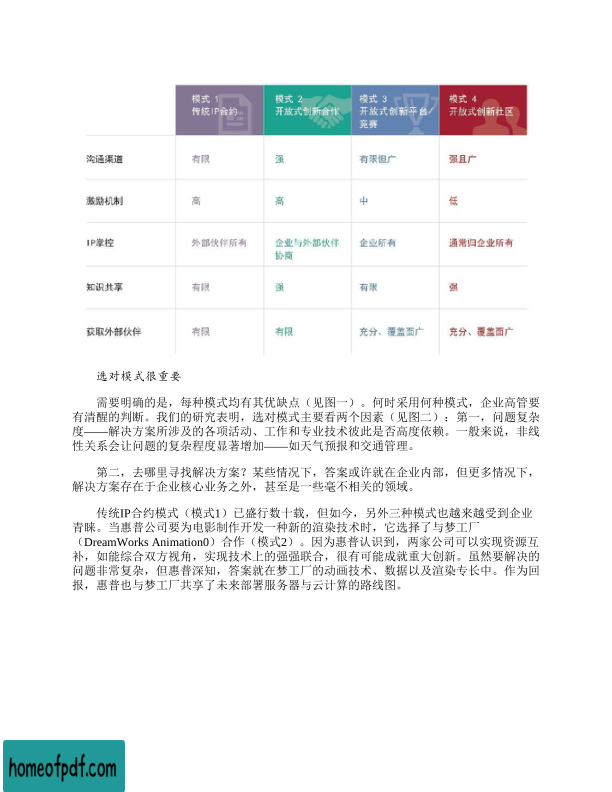 模式 1 模式 2 模式 3 模式 4
传统IP合约 开放式创新合作 开放式创新平台/ 开放式创新社区
竞赛
沟通渠道 有限 强 有限但广 强且广
激励机制 高 高 中 低
IP掌控 外部伙伴所有 企业与外部伙伴 企业所有 通常归企业所有
协商
知识共享 有限 强 有限 强
获取外部伙伴 有限 有限 充分、覆盖面广 充分、覆盖面广
选对模式很重要
需要明确的是，每种模式均有其优缺点（见图一）。何时采用何种模式，企业高管要
有清醒的判断。我们的研究表明，选对模式主要看两个因素（见图二）：第一，问题复杂
度——解决方案所涉及的各项活动、工作和专业技术彼此是否高度依赖。一般来说，非线
性关系会让问题的复杂程度显著增加——如天气预报和交通管理。
第二，去哪里寻找解决方案？某些情况下，答案或许就在企业内部，但更多情况下，
解决方案存在于企业核心业务之外，甚至是一些毫不相关的领域。
传统IP合约模式（模式1）已盛行数十载，但如今，另外三种模式也越来越受到企业
青睐。当惠普公司要为电影制作开发一种新的渲染技术时，它选择了与梦工厂
（DreamWorks Animation0）合作（模式2）。因为惠普认识到，两家公司可以实现资源互
补，如能综合双方视角，实现技术上的强强联合，很有可能成就重大创新。虽然要解决的
问题非常复杂，但惠普深知，答案就在梦工厂的动画技术、数据以及渲染专长中。作为回
报，惠普也与梦工厂共享了未来部署服务器与云计算的路线图。
homeofpdf.com